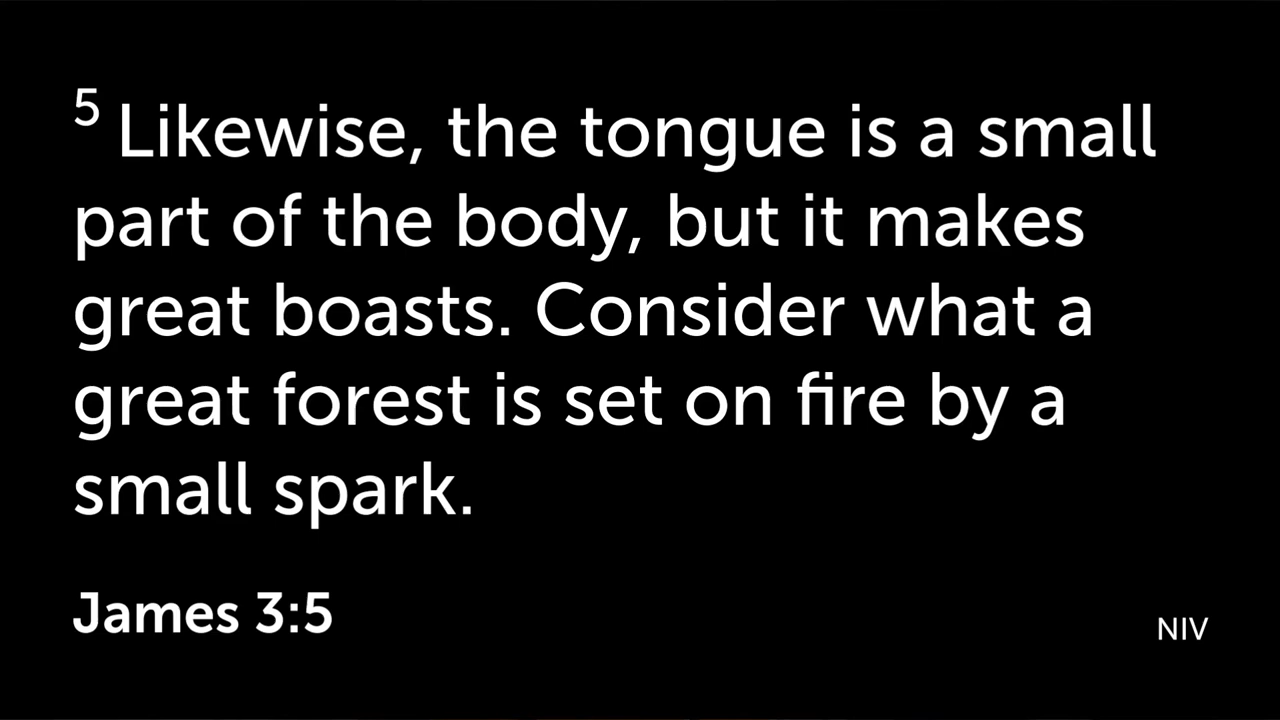 5 Likewise, the tongue is a small
part of the body, but it makes
great boasts. Consider what a
great forest is set on fire by a
small spark.
James 3:5
NIV